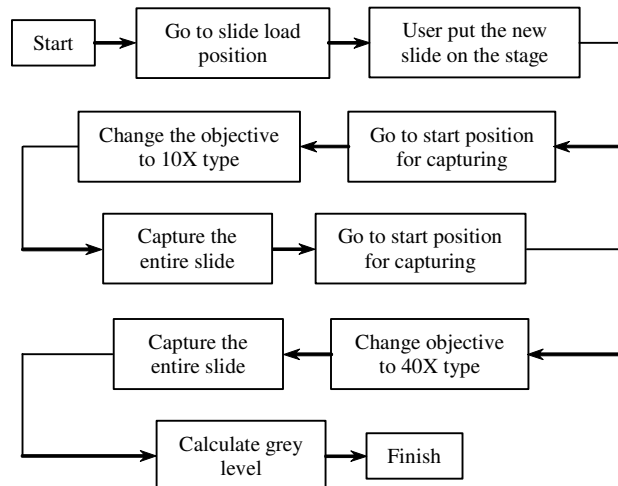 Start
Go to slide load
position
User put the new
slide on the stage
Change the objective
to 10X type
Go to start position
for capturing
Capture the
entire slide
Go to start position
for capturing
Capture the
entire slide
Change objective
to 40X type
Calculate grey
level
Finish